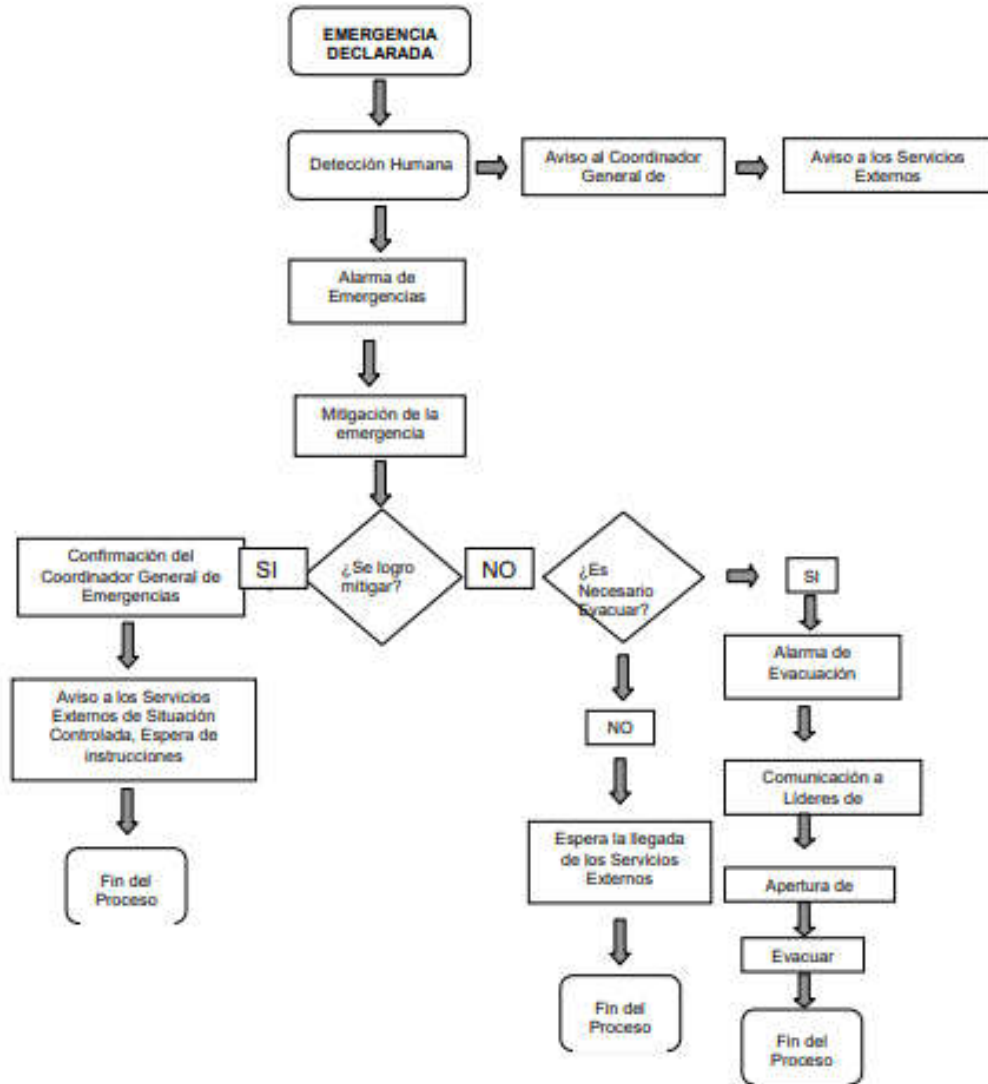 EMERGENCIA
DECLARADA
Detección Humana
Aviso al Coordinador
General de
Aviso a los Servicios
Externos
Alarma de
Emergencias
Mitigación de la
emergencia
Confirmación del
Coordinador General de
Emergencias
SI
¿Se logro
mitigar?
NO
¿Es
Necesario
Evacuar?
SI
Aviso a los Servicios
Externos de Situación
Controlada, Espera de
instrucciones
Fin del
Proceso
NO
Espera la llegada
de los Servicios
Externos
Fin del
Proceso
Alarma de
Evacuación
Comunicación a
Líderes de
Apertura de
Evacuar
Fin del
Proceso